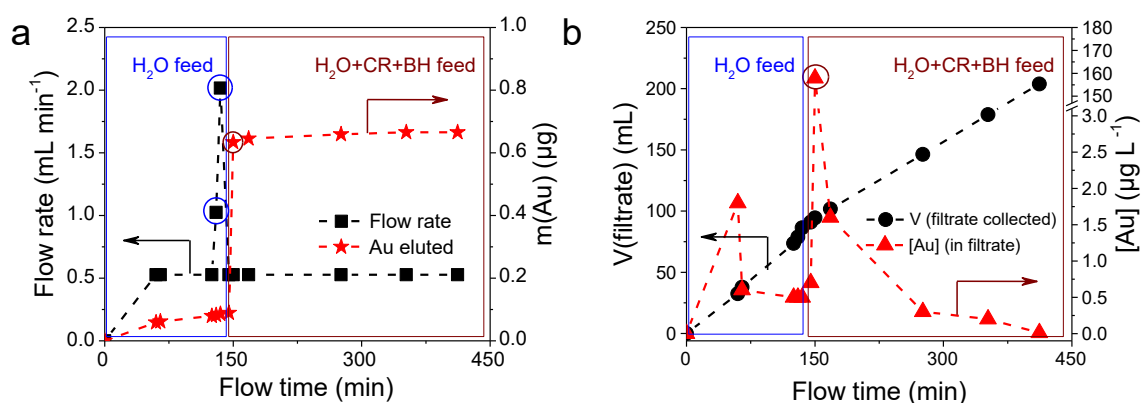 a
Flow rate (mL min⁻¹)
2.5
2.0
1.5
1.0
0.5
0.0
H₂O feed
H₂O+CR+BH feed
Flow rate
Au eluted
0
150
300
450
Flow time (min)
1.0
0.8
0.6
0.4
0.2
0.0
m(Au) (µg)
b
V(filtrate) (mL)
250
200
150
100
50
0
H₂O feed
H₂O+CR+BH feed
V (filtrate collected)
[Au] (in filtrate)
0
150
300
450
Flow time (min)
180
170
160
150
3.0
2.0
1.5
1.0
0.5
0.0
[Au] (µg L⁻¹)